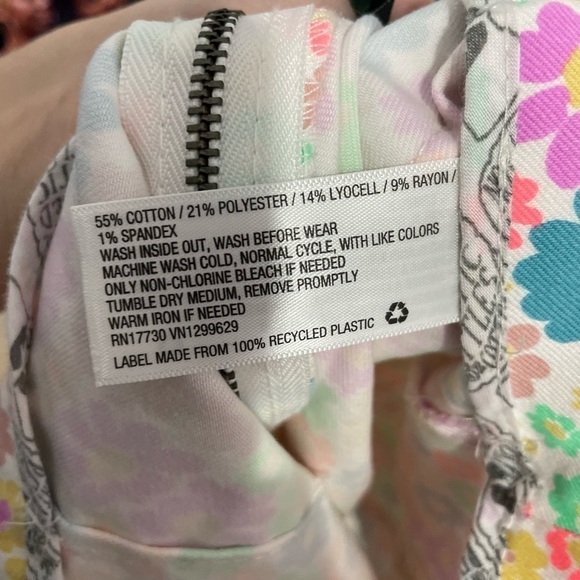 55% COTTON / 21% POLYESTER / 14% LYOCELL / 9% RAYON /
1% SPANDEX
WASH INSIDE OUT, WASH BEFORE WEAR
MACHINE WASH COLD, NORMAL CYCLE, WITH LIKE COLORS
ONLY NON-CHLORINE BLEACH IF NEEDED
TUMBLE DRY MEDIUM, REMOVE PROMPTLY
WARM IRON IF NEEDED
RN17730 VN1299629
LABEL MADE FROM 100% RECYCLED PLASTIC